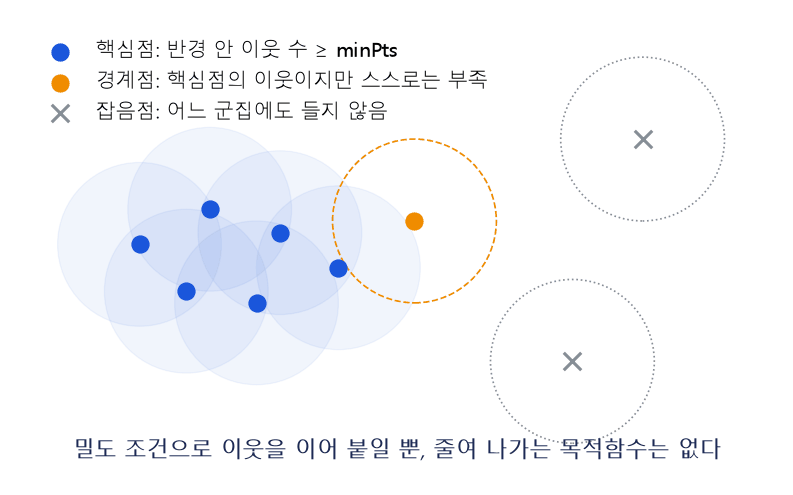 핵심점: 반경 안 이웃 수 ≥ minPts
경계점: 핵심점의 이웃이지만 스스로는 부족
잡음점: 어느 군집에도 들지 않음
밀도 조건으로 이웃을 이어 붙일 뿐, 줄여 나가는 목적함수는 없다